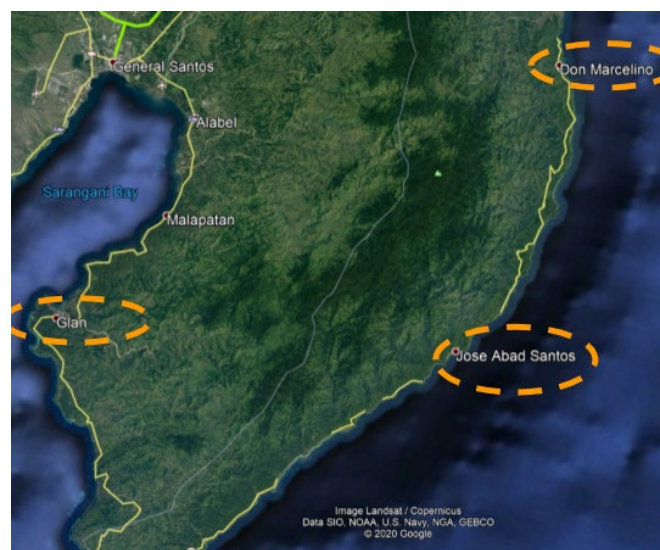 General Santos
Don Marcelino
Alabel
Sarangani Bay
Malapatan
Glan
Jose Abad Santos
Image Landsat / Copernicus
Data SIO, NOAA, U.S. Navy, NGA, GEBCO
© 2020 Google